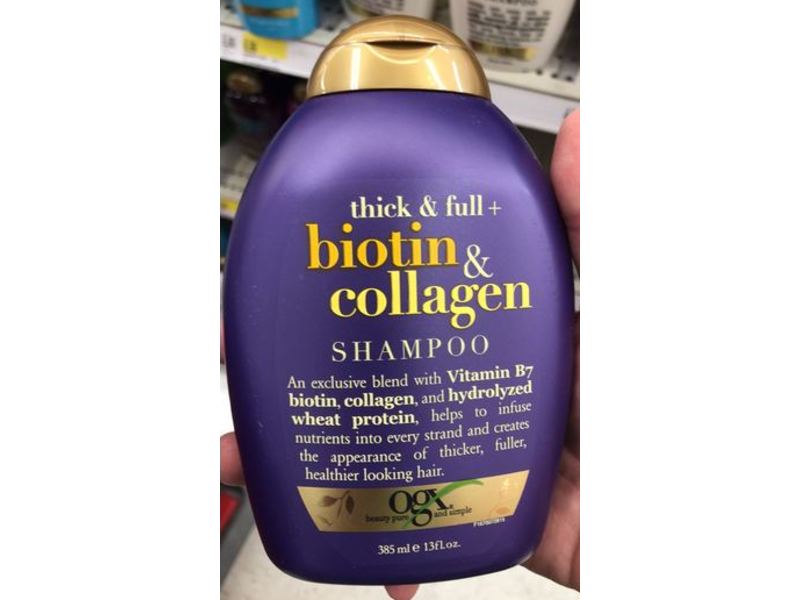 thick & full +
biotin &
collagen
SHAMPOO
An exclusive blend with Vitamin B7
biotin, collagen, and hydrolyzed
wheat protein, helps to infuse
nutrients into every strand and creates
the appearance of thicker, fuller,
healthier looking hair.
ogx
beauty pure and simple
385 ml e 13fl.oz.